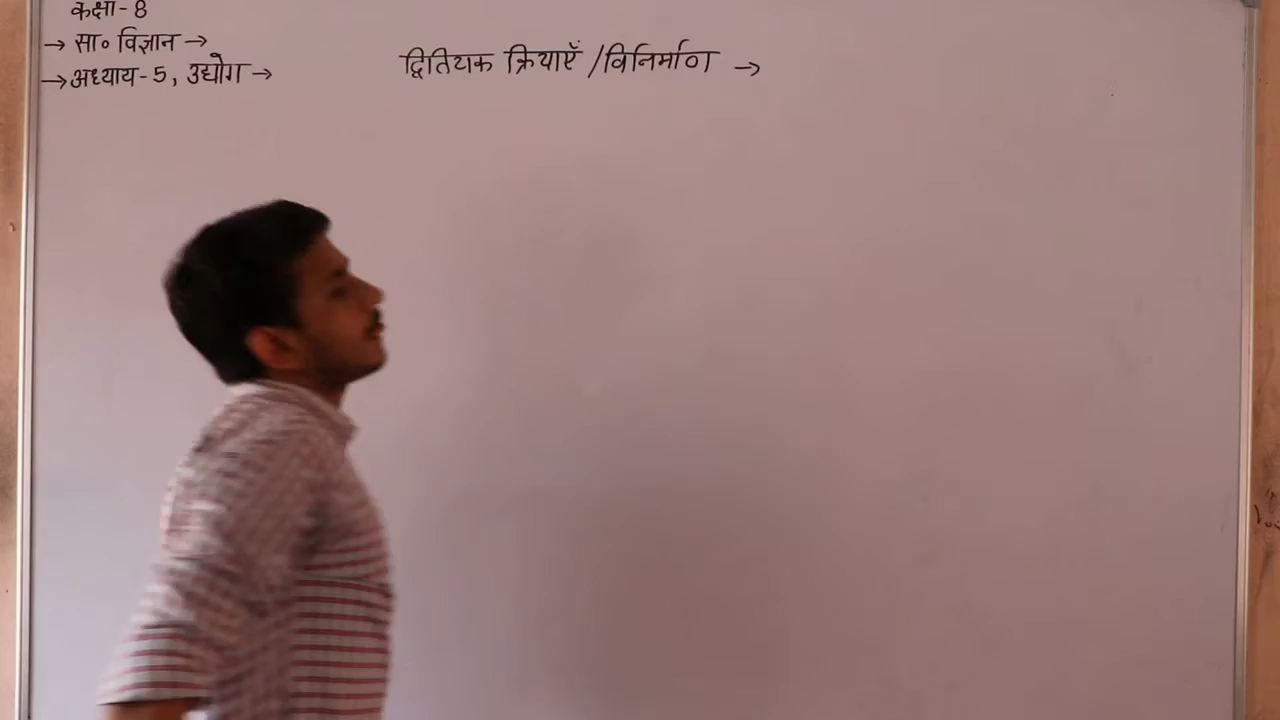 कक्षा-8
→ सा० विज्ञान →
→ अध्याय-5, उद्योग →
द्वितियक क्रियाएँ /विनिर्माण →